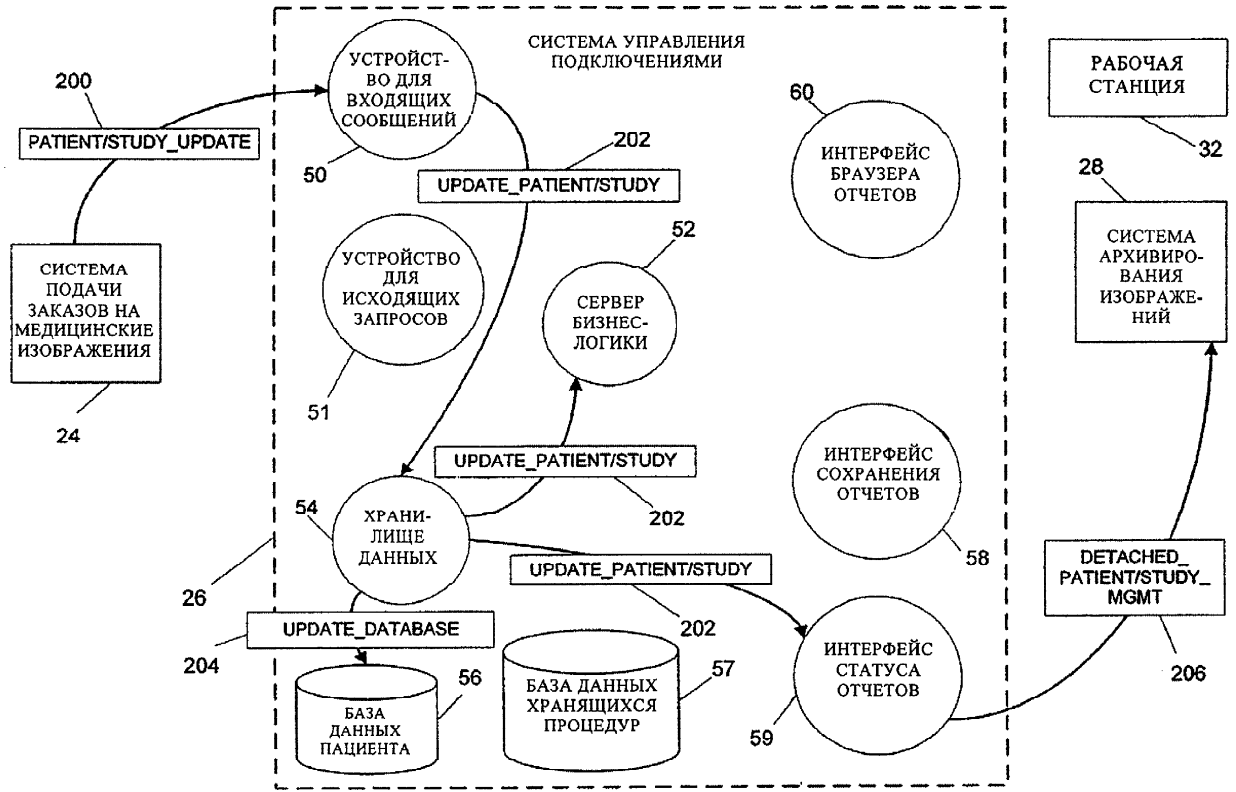 СИСТЕМА УПРАВЛЕНИЯ
ПОДКЛЮЧЕНИЯМИ
200
PATIENT/STUDY_UPDATE
УСТРОЙСТ-
ВО ДЛЯ
ВХОДЯЩИХ
СООБЩЕНИЙ
50
202
UPDATE_PATIENT/STUDY
60
ИНТЕРФЕЙС
БРАУЗЕРА
ОТЧЕТОВ
РАБОЧАЯ
СТАНЦИЯ
32
28
СИСТЕМА
АРХИВИРО-
ВАНИЯ
ИЗОБРАЖЕ-
НИЙ
СИСТЕМА
ПОДАЧИ
ЗАКАЗОВ НА
МЕДИЦИНСКИЕ
ИЗОБРАЖЕНИЯ
24
УСТРОЙСТВО
ДЛЯ
ИСХОДЯЩИХ
ЗАПРОСОВ
51
52
СЕРВЕР
БИЗНЕС-
ЛОГИКИ
UPDATE_PATIENT/STUDY
202
ИНТЕРФЕЙС
СОХРАНЕНИЯ
ОТЧЕТОВ
58
54
ХРАНИ-
ЛИЩЕ
ДАННЫХ
26
UPDATE_PATIENT/STUDY
202
DETACHED_
PATIENT/STUDY_
MGMT
206
UPDATE_DATABASE
204
56
БАЗА
ДАННЫХ
ПАЦИЕНТА
БАЗА ДАННЫХ
ХРАНЯЩИХСЯ
ПРОЦЕДУР
57
ИНТЕРФЕЙС
СТАТУСА
ОТЧЕТОВ
59